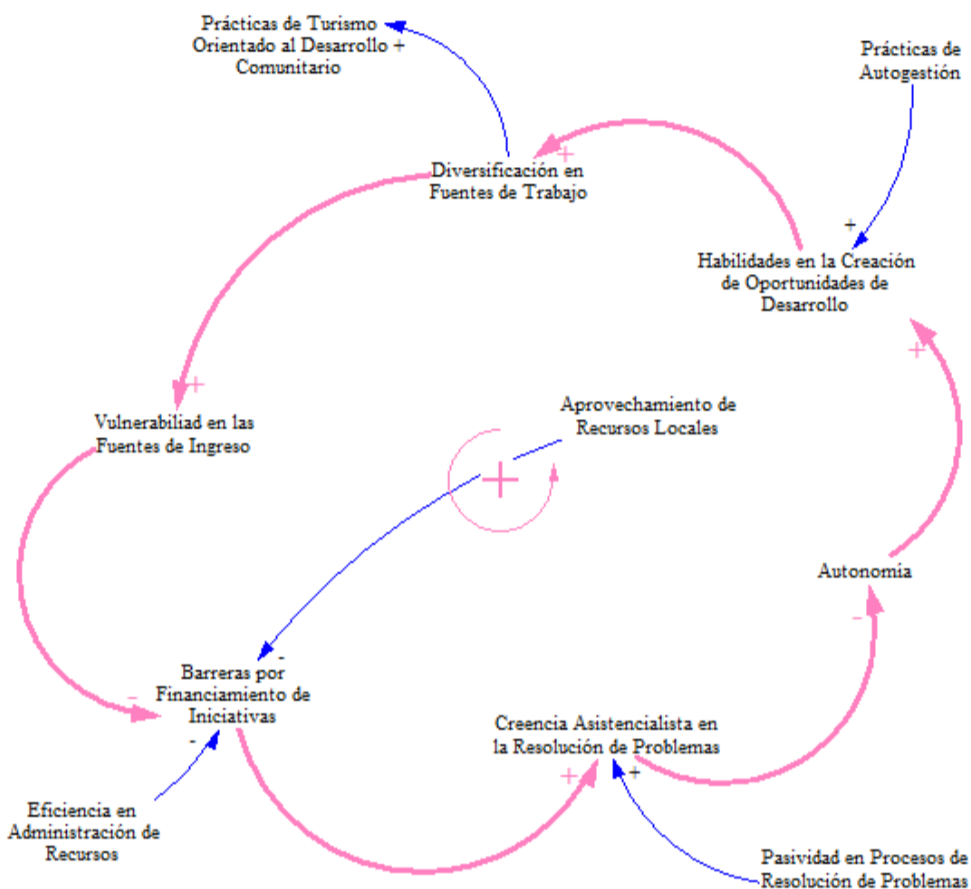 Prácticas de Turismo
Orientado al Desarrollo +
Comunitario
Prácticas de
Autogestión
+
Diversificación en
Fuentes de Trabajo
+
Habilidades en la Creación
de Oportunidades de
Desarrollo
+
+
Vulnerabiliad en las
Fuentes de Ingreso
Aprovechamiento de
Recursos Locales
+
Autonomía
-
-
Barreras por
Financiamiento de
Iniciativas
-
-
Creencia Asistencialista en
la Resolución de Problemas
+
+
Eficiencia en
Administración de
Recursos
Pasividad en Procesos de
Resolución de Problemas